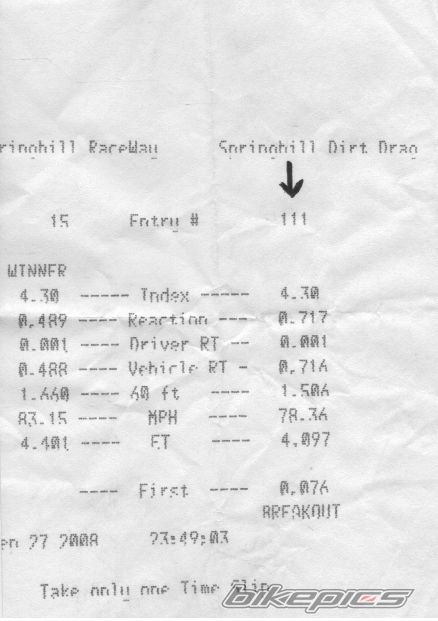 ringhill RaceWay Springhill Dirt Drag
15 Entry # 111
WINNER
4.30 ----- Index ----- 4.30
0.489 ---- Reaction --- 0.717
0.001 ---- Driver RT -- 0.001
0.488 ---- Vehicle RT - 0.716
1.660 ---- 60 ft ---- 1.506
83.15 ---- MPH ---- 78.36
4.401 ---- ET ---- 4.097
---- First ---- 0.076
BREAKOUT
en 27 2008 23:49:03
Take only one Time Slip
bikepics